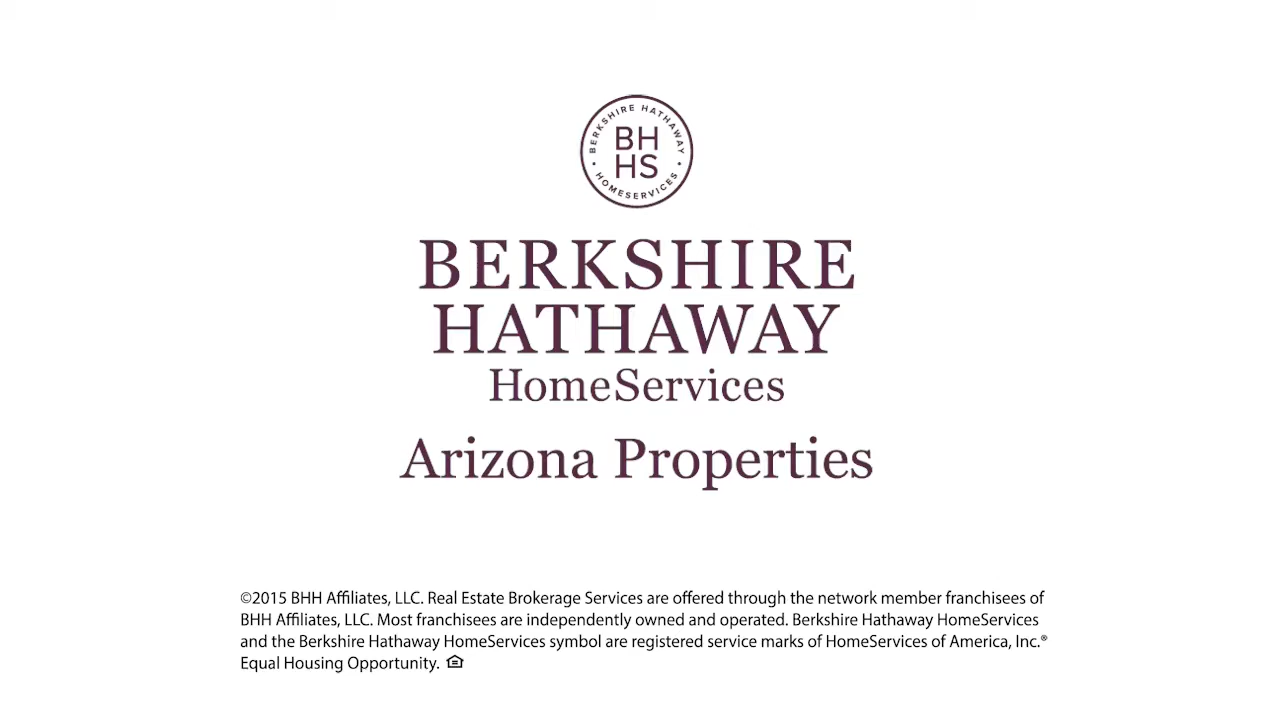 BERKSHIRE HATHAWAY
BH
HS
• HOMESERVICES •
BERKSHIRE
HATHAWAY
HomeServices
Arizona Properties
©2015 BHH Affiliates, LLC. Real Estate Brokerage Services are offered through the network member franchisees of
BHH Affiliates, LLC. Most franchisees are independently owned and operated. Berkshire Hathaway HomeServices
and the Berkshire Hathaway HomeServices symbol are registered service marks of HomeServices of America, Inc.®
Equal Housing Opportunity.